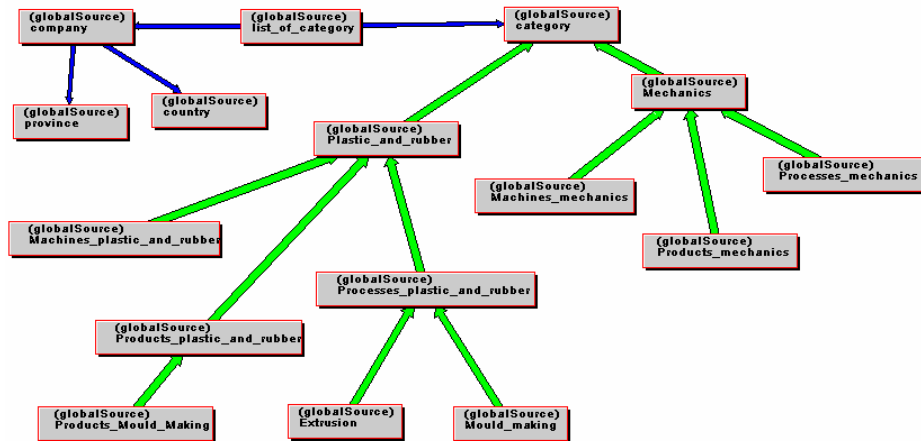 (globalSource)
company
(globalSource)
list_of_category
(globalSource)
category
(globalSource)
province
(globalSource)
country
(globalSource)
Mechanics
(globalSource)
Plastic_and_rubber
(globalSource)
Processes_mechanics
(globalSource)
Machines_mechanics
(globalSource)
Machines_plastic_and_rubber
(globalSource)
Products_mechanics
(globalSource)
Processes_plastic_and_rubber
(globalSource)
Products_plastic_and_rubber
(globalSource)
Products_Mould_Making
(globalSource)
Extrusion
(globalSource)
Mould_making